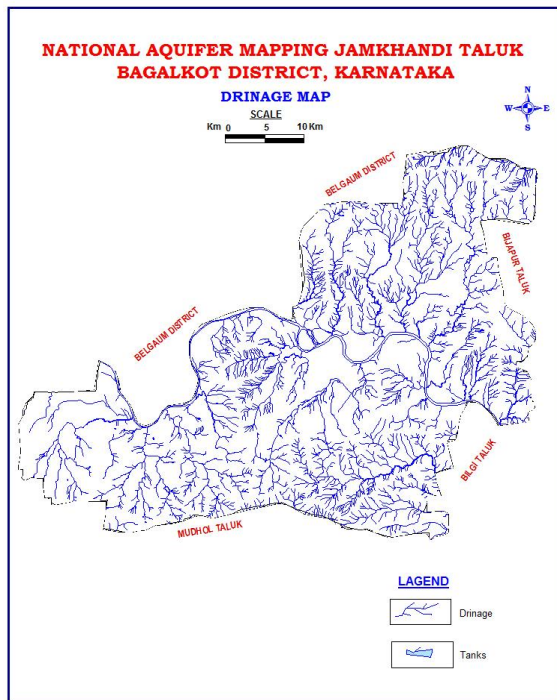 NATIONAL AQUIFER MAPPING JAMKHANDI TALUK
BAGALKOT DISTRICT, KARNATAKA
DRINAGE MAP
SCALE
Km 0 5 10 Km
N
W E
S
BELGAUM DISTRICT
BIJAPUR TALUK
BELGAUM DISTRICT
BILGI TALUK
MUDHOL TALUK
LAGEND
Drinage
Tanks